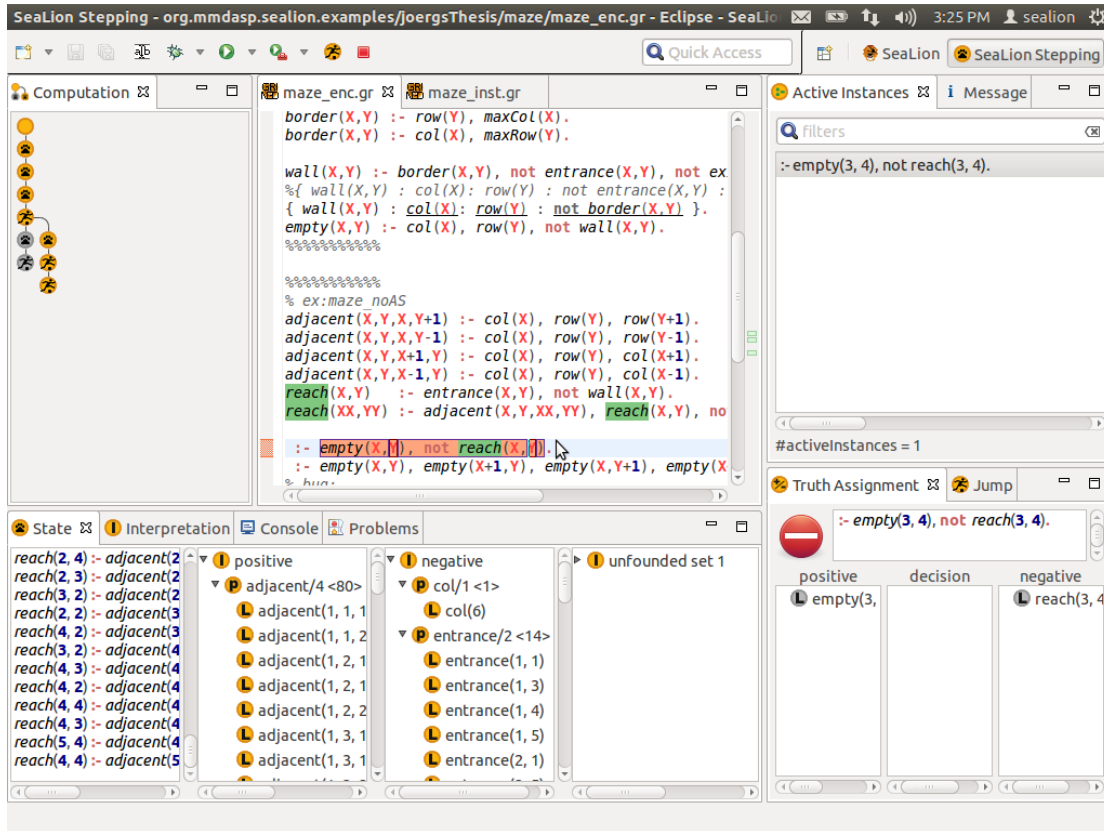 SeaLion Stepping - org.mmdasp.sealion.examples/joergsThesis/maze/maze_enc.gr - Eclipse - SeaLio
3:25 PM
sealion
Quick Access
SeaLion
SeaLion Stepping
Computation
maze_enc.gr
maze_inst.gr
border(X,Y) :- row(Y), maxCol(X).
border(X,Y) :- col(X), maxRow(Y).
wall(X,Y) :- border(X,Y), not entrance(X,Y), not ex
%{ wall(X,Y) : col(X): row(Y) : not entrance(X,Y) :
{ wall(X,Y) : col(X): row(Y) : not border(X,Y) }.
empty(X,Y) :- col(X), row(Y), not wall(X,Y).
%%%%%%%%%%%
%%%%%%%%%%%
% ex:maze_noAS
adjacent(X,Y,X,Y+1) :- col(X), row(Y), row(Y+1).
adjacent(X,Y,X,Y-1) :- col(X), row(Y), row(Y-1).
adjacent(X,Y,X+1,Y) :- col(X), row(Y), col(X+1).
adjacent(X,Y,X-1,Y) :- col(X), row(Y), col(X-1).
reach(X,Y) :- entrance(X,Y), not wall(X,Y).
reach(XX,YY) :- adjacent(X,Y,XX,YY), reach(X,Y), no
:- empty(X,Y), not reach(X,Y).
:- empty(X,Y), empty(X+1,Y), empty(X,Y+1), empty(X
% bug:
Active Instances
Message
filters
:- empty(3, 4), not reach(3, 4).
#activeInstances = 1
Truth Assignment
Jump
:- empty(3, 4), not reach(3, 4).
positive
decision
negative
empty(3,
reach(3, 4
State
Interpretation
Console
Problems
reach(2, 4) :- adjacent(2
reach(2, 3) :- adjacent(2
reach(3, 2) :- adjacent(2
reach(2, 2) :- adjacent(3
reach(4, 2) :- adjacent(3
reach(3, 2) :- adjacent(4
reach(4, 3) :- adjacent(4
reach(4, 2) :- adjacent(4
reach(4, 4) :- adjacent(4
reach(4, 3) :- adjacent(4
reach(5, 4) :- adjacent(4
reach(4, 4) :- adjacent(5
positive
adjacent/4 <80>
adjacent(1, 1, 1
adjacent(1, 1, 2
adjacent(1, 2, 1
adjacent(1, 2, 1
adjacent(1, 2, 2
adjacent(1, 3, 1
adjacent(1, 3, 1
negative
col/1 <1>
col(6)
entrance/2 <14>
entrance(1, 1)
entrance(1, 3)
entrance(1, 4)
entrance(1, 5)
entrance(2, 1)
unfounded set 1